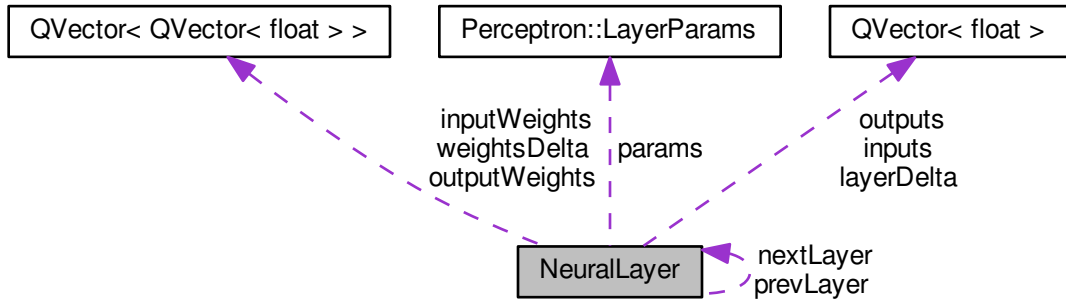 QVector< QVector< float > >
Perceptron::LayerParams
QVector< float >
inputWeights
weightsDelta
outputWeights
params
outputs
inputs
layerDelta
NeuralLayer
nextLayer
prevLayer